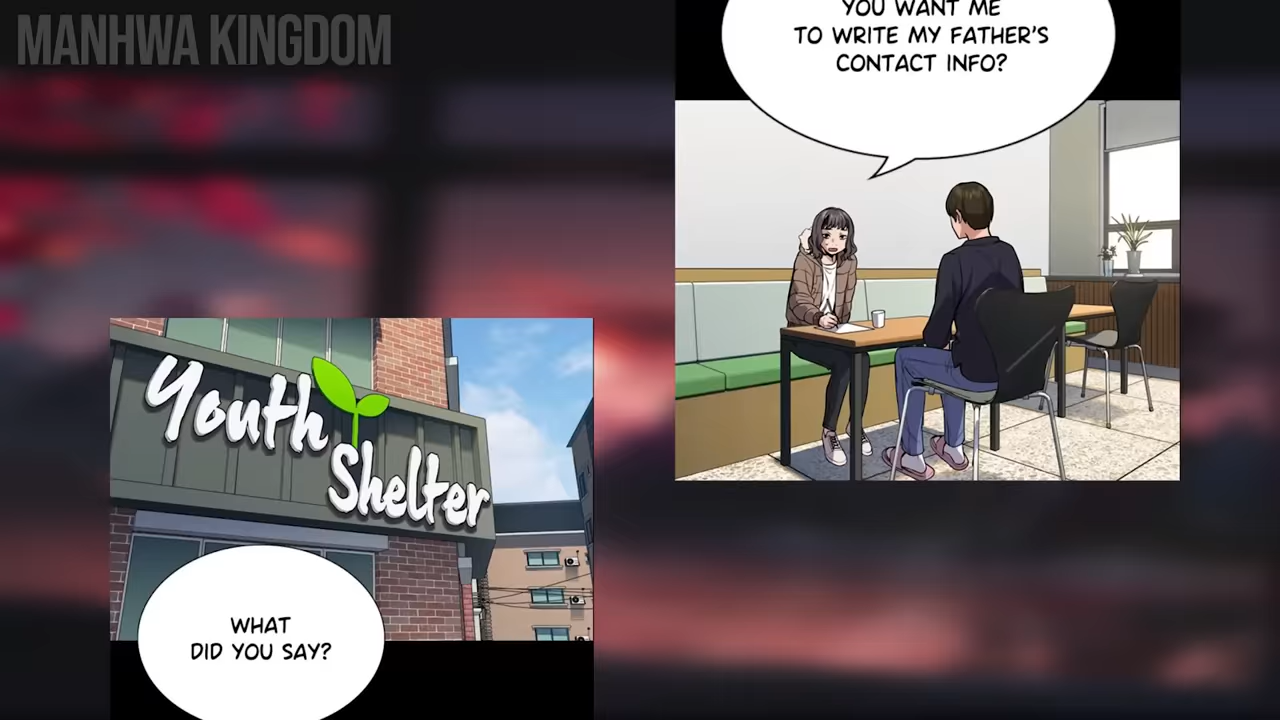 MANHWA KINGDOM
Youth
Shelter
WHAT
DID YOU SAY?
YOU WANT ME
TO WRITE MY FATHER'S
CONTACT INFO?